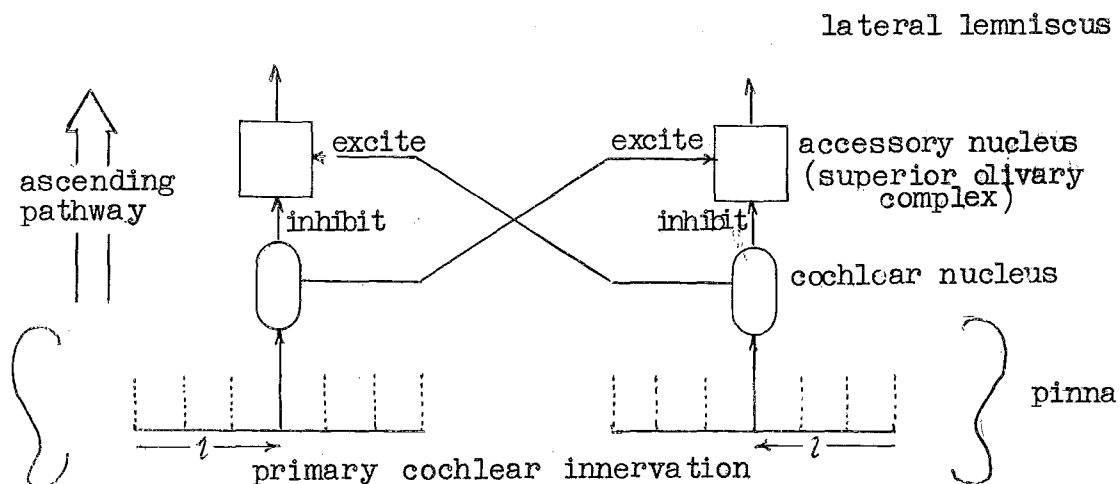 lateral lemniscus
excite
excite
accessory nucleus
(superior olivary
complex)
ascending
pathway
inhibit
inhibit
cochlear nucleus
pinna
l
l
primary cochlear innervation